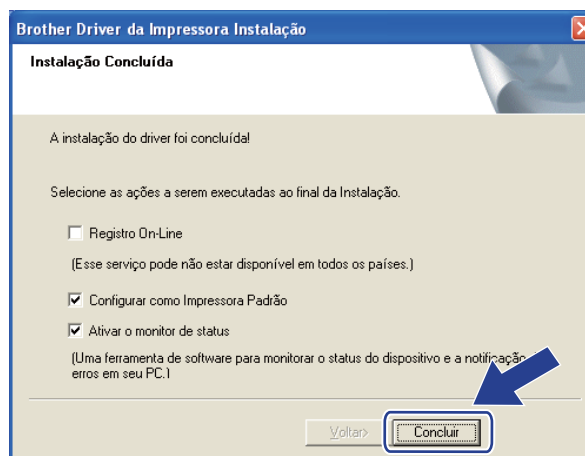 Brother Driver da Impressora Instalação
Instalação Concluída
A instalação do driver foi concluída!
Selecione as ações a serem executadas ao final da Instalação.
Registro On-Line
(Esse serviço pode não estar disponível em todos os países.)
Configurar como Impressora Padrão
Ativar o monitor de status
(Uma ferramenta de software para monitorar o status do dispositivo e a notificação
erros em seu PC.)
Voltar>
Concluir